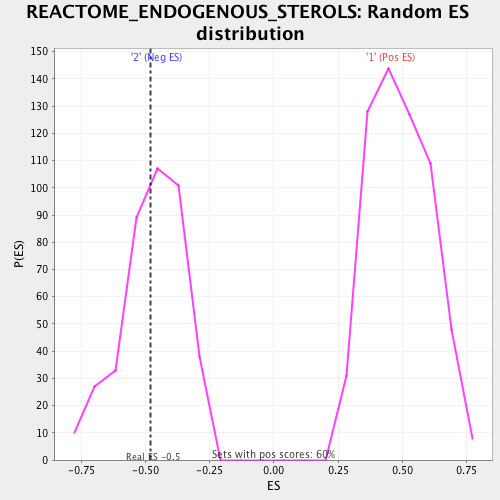 REACTOME_ENDOGENOUS_STEROLS: Random ES
distribution
'2' (Neg ES)
'1' (Pos ES)
150
140
130
120
110
100
90
80
70
60
50
40
30
20
10
0
P(ES)
Real ES -0.5
Sets with pos scores: 60%
-0.75
-0.50
-0.25
0.00
0.25
0.50
0.75
ES